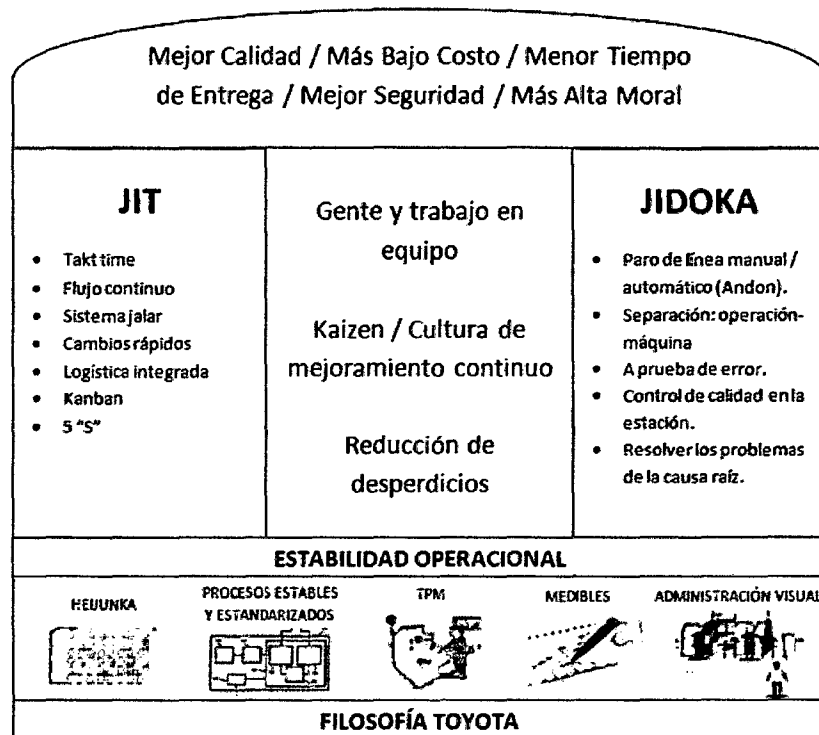 Mejor Calidad / Más Bajo Costo / Menor Tiempo
de Entrega / Mejor Seguridad / Más Alta Moral
JIT
• Takt time
• Flujo continuo
• Sistema jalar
• Cambios rápidos
• Logística integrada
• Kanban
• 5 "S"
Gente y trabajo en
equipo
Kaizen / Cultura de
mejoramiento continuo
Reducción de
desperdicios
JIDOKA
• Paro de línea manual /
automático (Andon).
• Separación: operación-
máquina
• A prueba de error.
• Control de calidad en la
estación.
• Resolver los problemas
de la causa raíz.
ESTABILIDAD OPERACIONAL
HEIJUNKA
PROCESOS ESTABLES
Y ESTANDARIZADOS
TPM
MEDIBLES
ADMINISTRACIÓN VISUAL
FILOSOFÍA TOYOTA